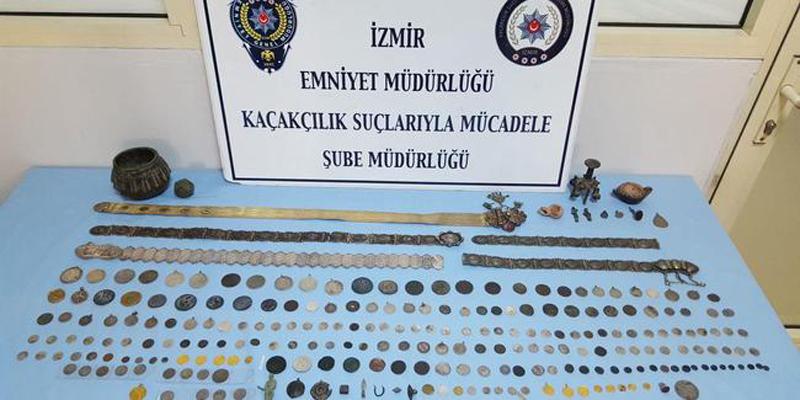 İZMİR
EMNİYET MÜDÜRLÜĞÜ
KAÇAKÇILIK SUÇLARIYLA MÜCADELE
ŞUBE MÜDÜRLÜĞÜ